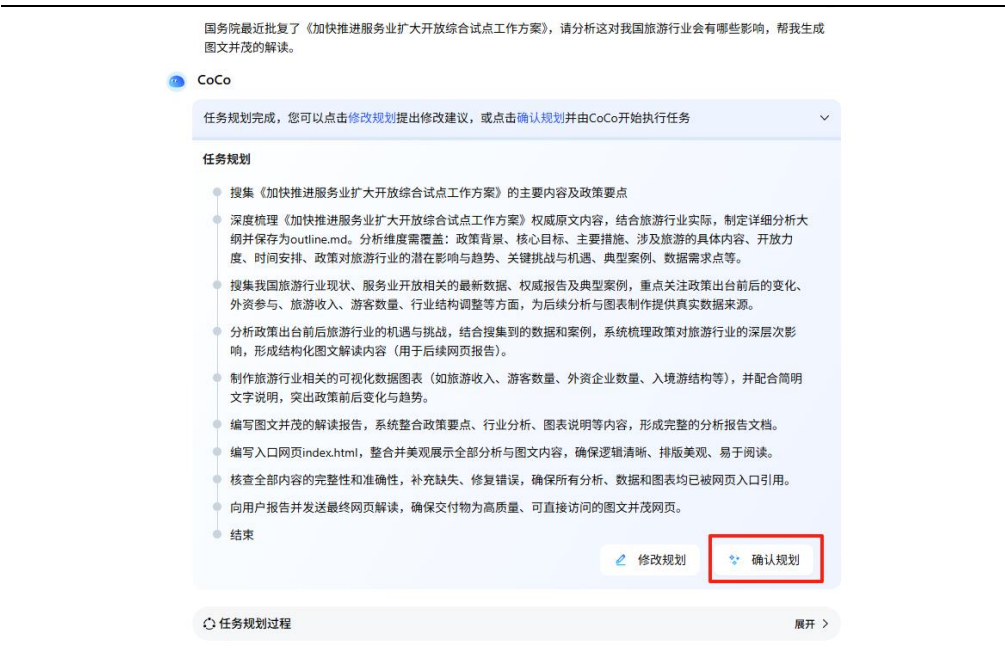 国务院最近批复了《加快推进服务业扩大开放综合试点工作方案》，请分析这对我国旅游行业会有哪些影响，帮我生成
图文并茂的解读。
CoCo
任务规划完成，您可以点击修改规划提出修改建议，或点击确认规划并由CoCo开始执行任务
任务规划
搜集《加快推进服务业扩大开放综合试点工作方案》的主要内容及政策要点
深度梳理《加快推进服务业扩大开放综合试点工作方案》权威原文内容，结合旅游行业实际，制定详细分析大
纲并保存为outline.md。分析维度需覆盖：政策背景、核心目标、主要措施、涉及旅游的具体内容、开放力
度、时间安排、政策对旅游行业的潜在影响与趋势、关键挑战与机遇、典型案例、数据需求点等。
搜集我国旅游行业现状、服务业开放相关的最新数据、权威报告及典型案例，重点关注政策出台前后的变化、
外资参与、旅游收入、游客数量、行业结构调整等方面，为后续分析与图表制作提供真实数据来源。
分析政策出台前后旅游行业的机遇与挑战，结合搜集到的数据和案例，系统梳理政策对旅游行业的深层次影
响，形成结构化图文解读内容（用于后续网页报告）。
制作旅游行业相关的可视化数据图表（如旅游收入、游客数量、外资企业数量、入境游结构等），并配合简明
文字说明，突出政策前后变化与趋势。
编写图文并茂的解读报告，系统整合政策要点、行业分析、图表说明等内容，形成完整的分析报告文档。
编写入口网页index.html，整合并美观展示全部分析与图文内容，确保逻辑清晰、排版美观、易于阅读。
核查全部内容的完整性和准确性，补充缺失、修复错误，确保所有分析、数据和图表均已被网页入口引用。
向用户报告并发送最终网页解读，确保交付物为高质量、可直接访问的图文并茂网页。
结束
修改规划
确认规划
任务规划过程
展开